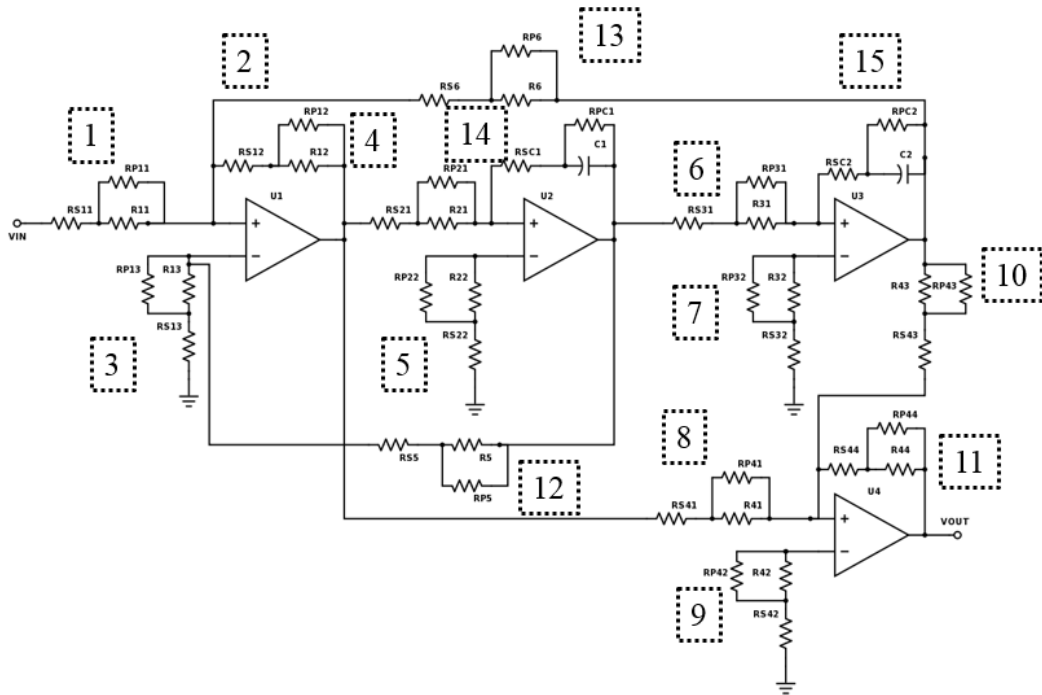 13
RP6
2
15
RS6
R6
RP12
RPC1
RPC2
1
4
14
RP11
RS12
R12
RSC1
C1
RSC2
C2
6
RP21
RP31
U1
U2
U3
RS11
R11
RS21
R21
RS31
R31
VIN
RP13
R13
RP22
R22
RP32
R32
R43
RP43
10
RS13
RS22
RS32
RS43
3
5
7
8
RP44
RS44
R44
11
RS5
R5
RP5
12
RP41
U4
RS41
R41
VOUT
RP42
R42
9
RS42